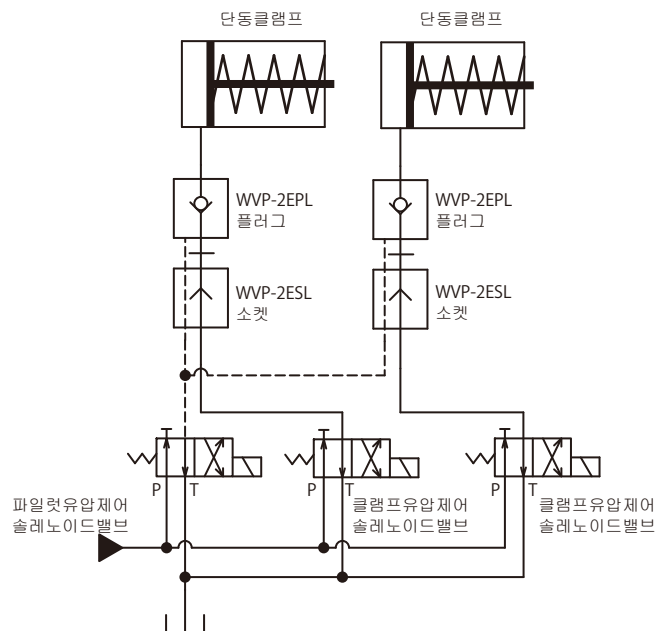 단동클램프
단동클램프
WVP-2EPL
플러그
WVP-2EPL
플러그
WVP-2ESL
소켓
WVP-2ESL
소켓
P
T
P
T
P
T
파일럿유압제어
솔레노이드밸브
클램프유압제어
솔레노이드밸브
클램프유압제어
솔레노이드밸브